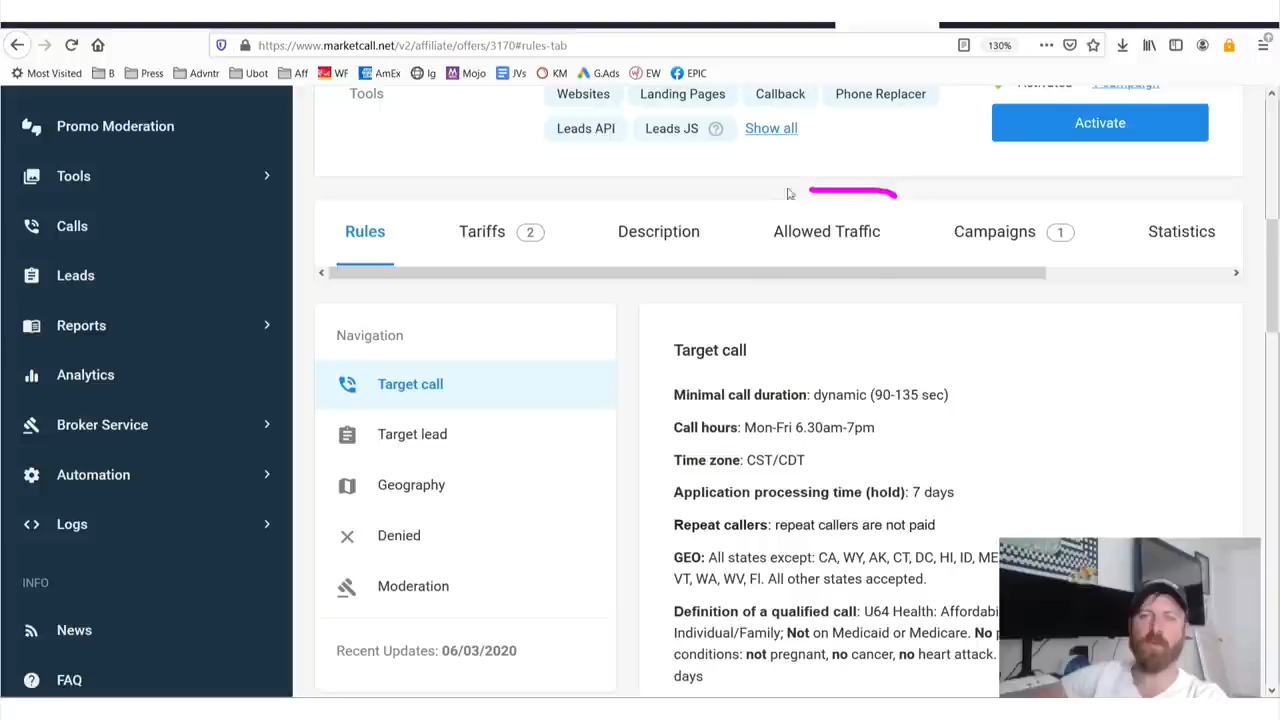 https://www.marketcall.net/v2/affiliate/offers/3170#rules-tab
130%
Most Visited B Press Advntr Ubot Aff WF AmEx Ig Mojo JVs KM G.Ads EW EPIC
Promo Moderation
Tools
Calls
Leads
Reports
Analytics
Broker Service
Automation
Logs
INFO
News
FAQ
Tools
Websites Landing Pages Callback Phone Replacer
Leads API Leads JS ? Show all
Activated 1 campaign
Activate
Rules Tariffs 2 Description Allowed Traffic Campaigns 1 Statistics
Navigation
Target call
Target lead
Geography
Denied
Moderation
Recent Updates: 06/03/2020
Target call
Minimal call duration: dynamic (90-135 sec)
Call hours: Mon-Fri 6.30am-7pm
Time zone: CST/CDT
Application processing time (hold): 7 days
Repeat callers: repeat callers are not paid
GEO: All states except: CA, WY, AK, CT, DC, HI, ID, ME
VT, WA, WV, Fl. All other states accepted.
Definition of a qualified call: U64 Health: Affordabi
Individual/Family; Not on Medicaid or Medicare. No
conditions: not pregnant, no cancer, no heart attack.
days